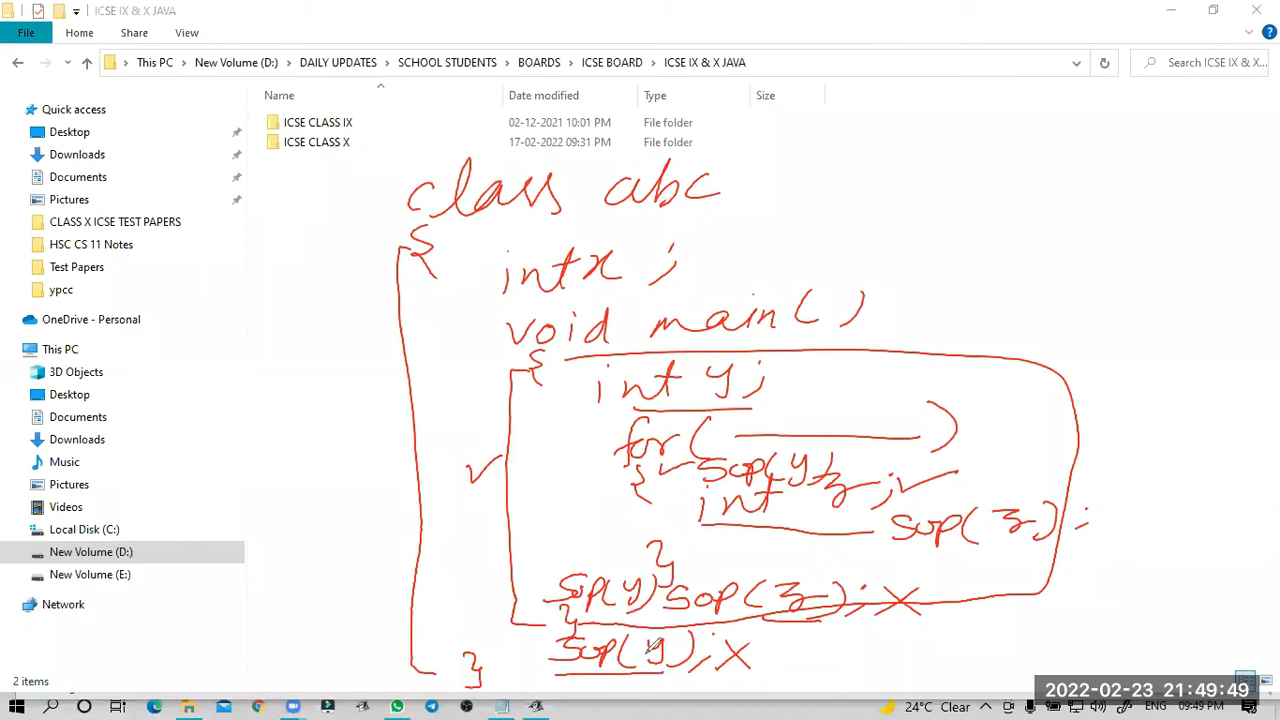 ICSE IX & X JAVA
File Home Share View
This PC New Volume (D:) DAILY UPDATES SCHOOL STUDENTS BOARDS ICSE BOARD ICSE IX & X JAVA
Search ICSE IX & X...
Name Date modified Type Size
Quick access
Desktop
Downloads
Documents
Pictures
CLASS X ICSE TEST PAPERS
HSC CS 11 Notes
Test Papers
ypcc
OneDrive - Personal
This PC
3D Objects
Desktop
Documents
Downloads
Music
Pictures
Videos
Local Disk (C:)
New Volume (D:)
New Volume (E:)
Network
ICSE CLASS IX 02-12-2021 10:01 PM File folder
ICSE CLASS X 17-02-2022 09:31 PM File folder
class abc
{
int x ;
void main( )
{
int y;
for( )
{ sop(y) z ;
int sop( z ) ;
}
sop(y) sop( z ) ; X
}
sop( y ) ; X
}
2 items
2022-02-23 21:49:49
24°C Clear ENG 09:49 PM